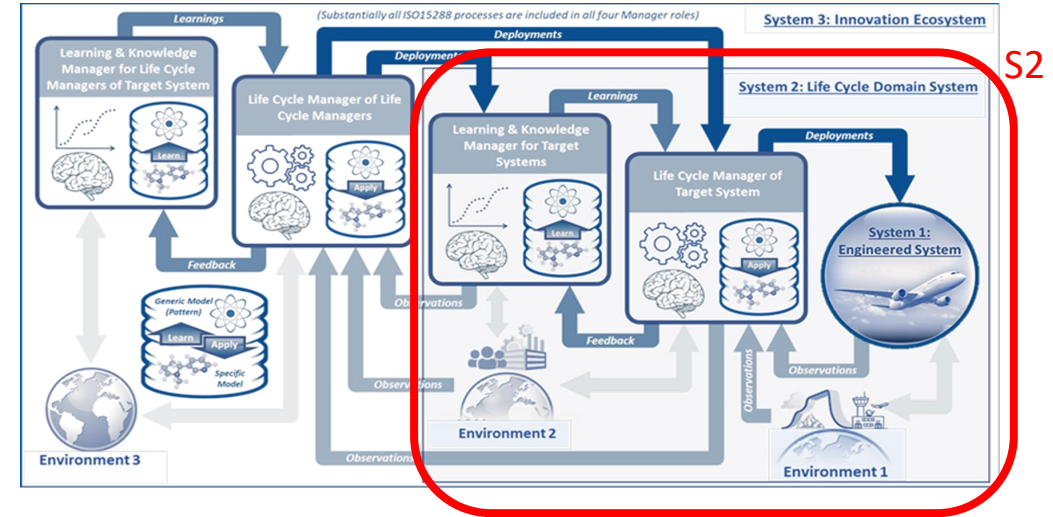 (Substantially all ISO15288 processes are included in all four Manager roles)
System 3: Innovation Ecosystem
S2
Learnings
Deployments
Deployments
Learning & Knowledge
Manager for Life Cycle
Managers of Target System
Learn
Life Cycle Manager of Life
Cycle Managers
Apply
Feedback
System 2: Life Cycle Domain System
Learnings
Learning & Knowledge
Manager for Target
Systems
Learn
Deployments
Life Cycle Manager of
Target System
Apply
System 1:
Engineered System
Observations
Feedback
Observations
Observations
Generic Model
(Pattern)
Learn
Apply
Specific
Model
Observations
Environment 2
Environment 3
Observations
Environment 1